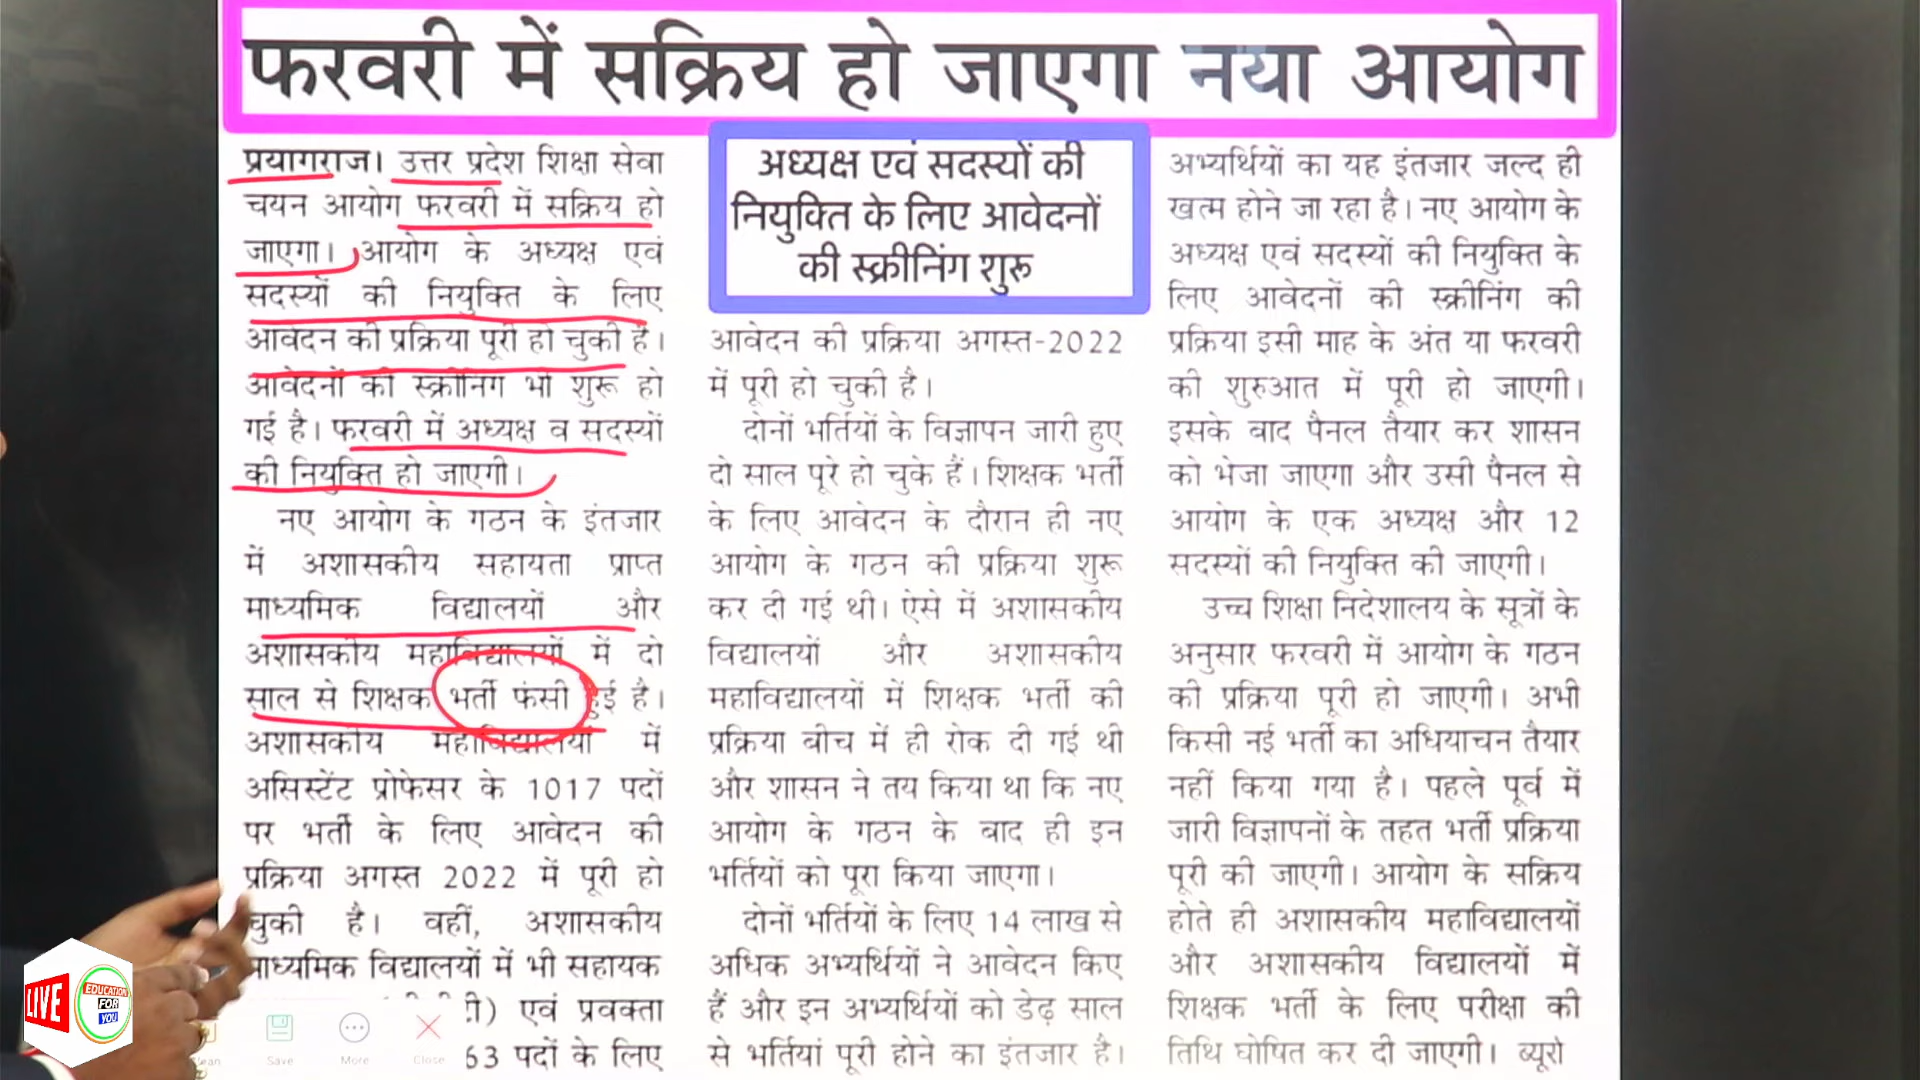 फरवरी में सक्रिय हो जाएगा नया आयोग
प्रयागराज। उत्तर प्रदेश शिक्षा सेवा
चयन आयोग फरवरी में सक्रिय हो
जाएगा। आयोग के अध्यक्ष एवं
सदस्यों की नियुक्ति के लिए
आवेदन की प्रक्रिया पूरी हो चुकी है।
आवेदनों की स्क्रीनिंग भी शुरू हो
गई है। फरवरी में अध्यक्ष व सदस्यों
की नियुक्ति हो जाएगी।
नए आयोग के गठन के इंतजार
में अशासकीय सहायता प्राप्त
माध्यमिक विद्यालयों और
अशासकीय महाविद्यालयों में दो
साल से शिक्षक भर्ती फंसी हुई है।
अशासकीय महाविद्यालयों में
असिस्टेंट प्रोफेसर के 1017 पदों
पर भर्ती के लिए आवेदन की
प्रक्रिया अगस्त 2022 में पूरी हो
चुकी है। वहीं, अशासकीय
माध्यमिक विद्यालयों में भी सहायक
एवं प्रवक्ता
63 पदों के लिए
अध्यक्ष एवं सदस्यों की
नियुक्ति के लिए आवेदनों
की स्क्रीनिंग शुरू
आवेदन की प्रक्रिया अगस्त-2022
में पूरी हो चुकी है।
दोनों भर्तियों के विज्ञापन जारी हुए
दो साल पूरे हो चुके हैं। शिक्षक भर्ती
के लिए आवेदन के दौरान ही नए
आयोग के गठन की प्रक्रिया शुरू
कर दी गई थी। ऐसे में अशासकीय
विद्यालयों और अशासकीय
महाविद्यालयों में शिक्षक भर्ती की
प्रक्रिया बीच में ही रोक दी गई थी
और शासन ने तय किया था कि नए
आयोग के गठन के बाद ही इन
भर्तियों को पूरा किया जाएगा।
दोनों भर्तियों के लिए 14 लाख से
अधिक अभ्यर्थियों ने आवेदन किए
हैं और इन अभ्यर्थियों को डेढ़ साल
से भर्तियां पूरी होने का इंतजार है।
अभ्यर्थियों का यह इंतजार जल्द ही
खत्म होने जा रहा है। नए आयोग के
अध्यक्ष एवं सदस्यों की नियुक्ति के
लिए आवेदनों की स्क्रीनिंग की
प्रक्रिया इसी माह के अंत या फरवरी
की शुरुआत में पूरी हो जाएगी।
इसके बाद पैनल तैयार कर शासन
को भेजा जाएगा और उसी पैनल से
आयोग के एक अध्यक्ष और 12
सदस्यों की नियुक्ति की जाएगी।
उच्च शिक्षा निदेशालय के सूत्रों के
अनुसार फरवरी में आयोग के गठन
की प्रक्रिया पूरी हो जाएगी। अभी
किसी नई भर्ती का अधियाचन तैयार
नहीं किया गया है। पहले पूर्व में
जारी विज्ञापनों के तहत भर्ती प्रक्रिया
पूरी की जाएगी। आयोग के सक्रिय
होते ही अशासकीय महाविद्यालयों
और अशासकीय विद्यालयों में
शिक्षक भर्ती के लिए परीक्षा की
तिथि घोषित कर दी जाएगी। ब्यूरो
LIVE
EDUCATION
FOR
YOU
Save
More
Close